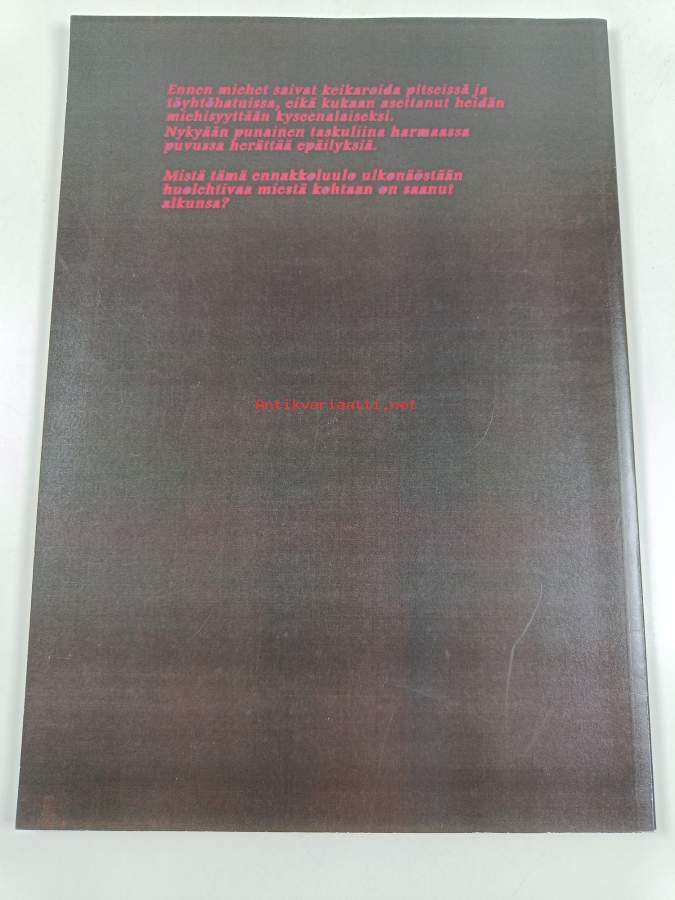 Ennen miehet saivat keikaroida pitseissä ja
töyhtöhatuissa, eikä kukaan asettanut heidän
miehisyyttään kyseenalaiseksi.
Nykyään punainen taskuliina harmaassa
puvussa herättää epäilyksiä.
Mistä tämä ennakkoluulo ulkonäöstään
huolehtivaa miestä kohtaan on saanut
alkunsa?
Antikvariaatti.net